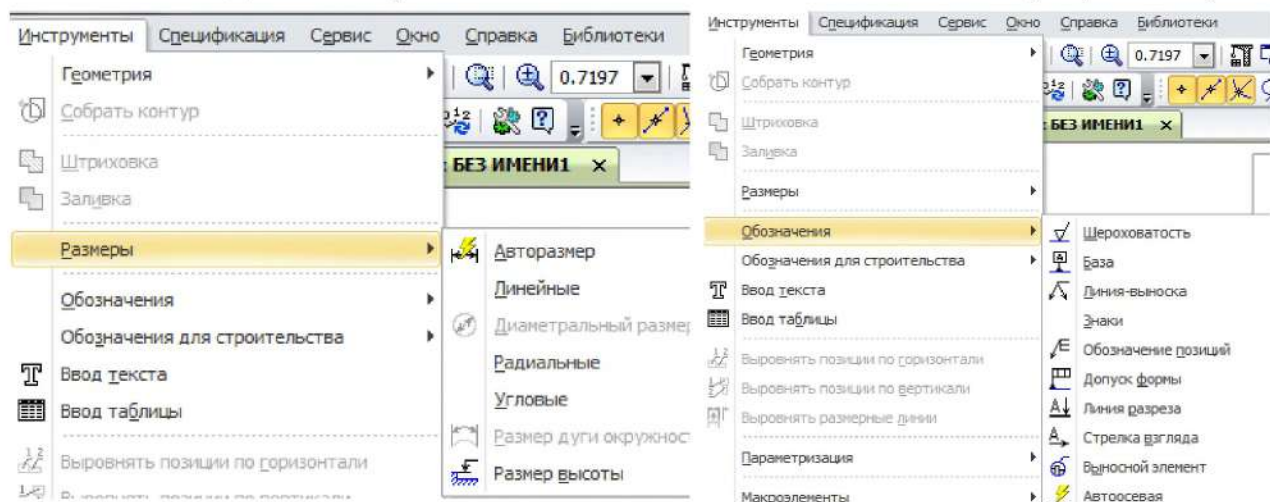 Инструменты Спецификация Сервис Окно Справка Библиотеки
Геометрия
0.7197
Собрать контур
БЕЗ ИМЕНИ1 ×
Штриховка
Заливка
Размеры
Авторазмер
Линейные
Диаметральный размер
Радиальные
Угловые
Размер дуги окружнос
Размер высоты
Обозначения
Обозначения для строительства
Ввод текста
Ввод таблицы
Выровнять позиции по горизонтали
Инструменты Спецификация Сервис Окно Справка Библиотеки
Геометрия
0.7197
Собрать контур
БЕЗ ИМЕНИ1 ×
Штриховка
Заливка
Размеры
Обозначения
Обозначения для строительства
Ввод текста
Ввод таблицы
Выровнять позиции по горизонтали
Выровнять позиции по вертикали
Выровнять размерные линии
Параметризация
Макроэлементы
Шероховатость
База
Линия-выноска
Знаки
Обозначение позиций
Допуск формы
Линия разреза
Стрелка взгляда
Выносной элемент
Автоосевая